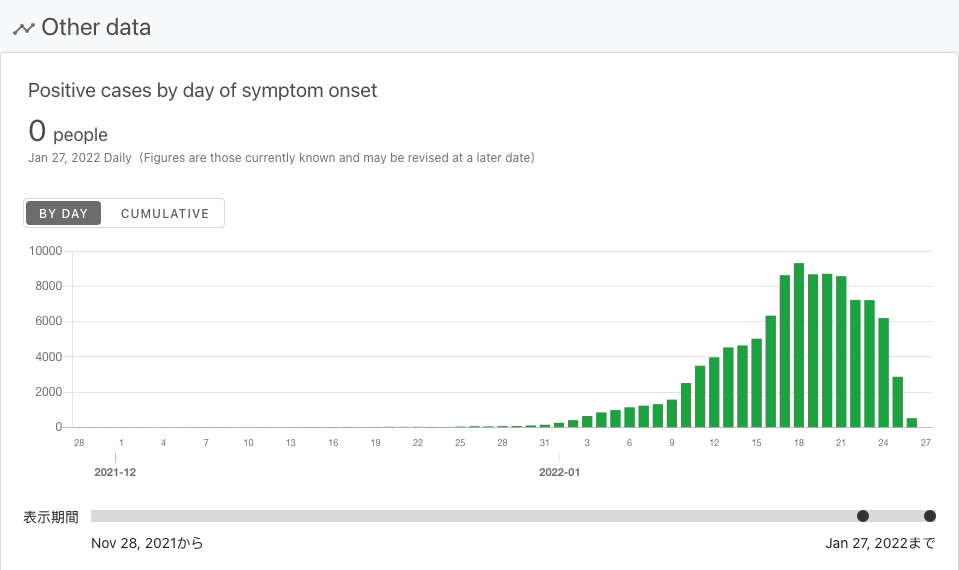 Other data
Positive cases by day of symptom onset
0 people
Jan 27, 2022 Daily（Figures are those currently known and may be revised at a later date）
BY DAY CUMULATIVE
10000
8000
6000
4000
2000
0
28 1 4 7 10 13 16 19 22 25 28 31 3 6 9 12 15 18 21 24 27
2021-12 2022-01
表示期間
Nov 28, 2021から Jan 27, 2022まで